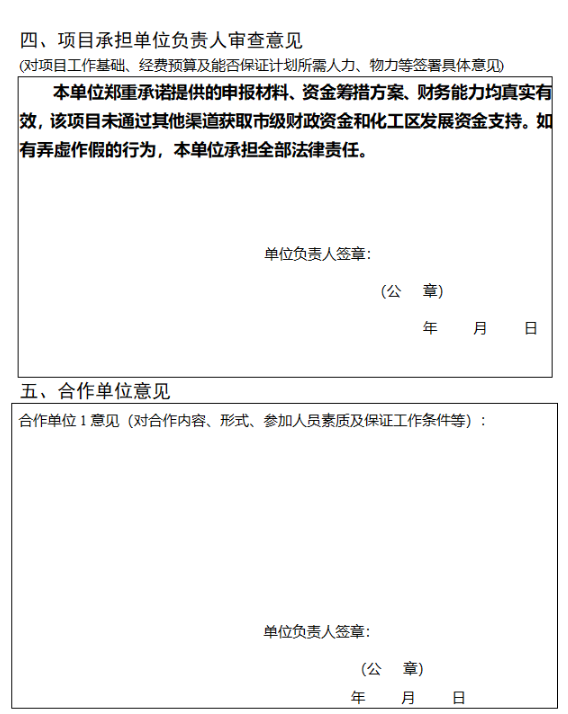 四、项目承担单位负责人审查意见
(对项目工作基础、经费预算及能否保证计划所需人力、物力等签署具体意见)
本单位郑重承诺提供的申报材料、资金筹措方案、财务能力均真实有
效，该项目未通过其他渠道获取市级财政资金和化工区发展资金支持。如
有弄虚作假的行为，本单位承担全部法律责任。
单位负责人签章：
（公 章）
年 月 日
五、合作单位意见
合作单位 1 意见（对合作内容、形式、参加人员素质及保证工作条件等）：
单位负责人签章：
（公 章）
年 月 日